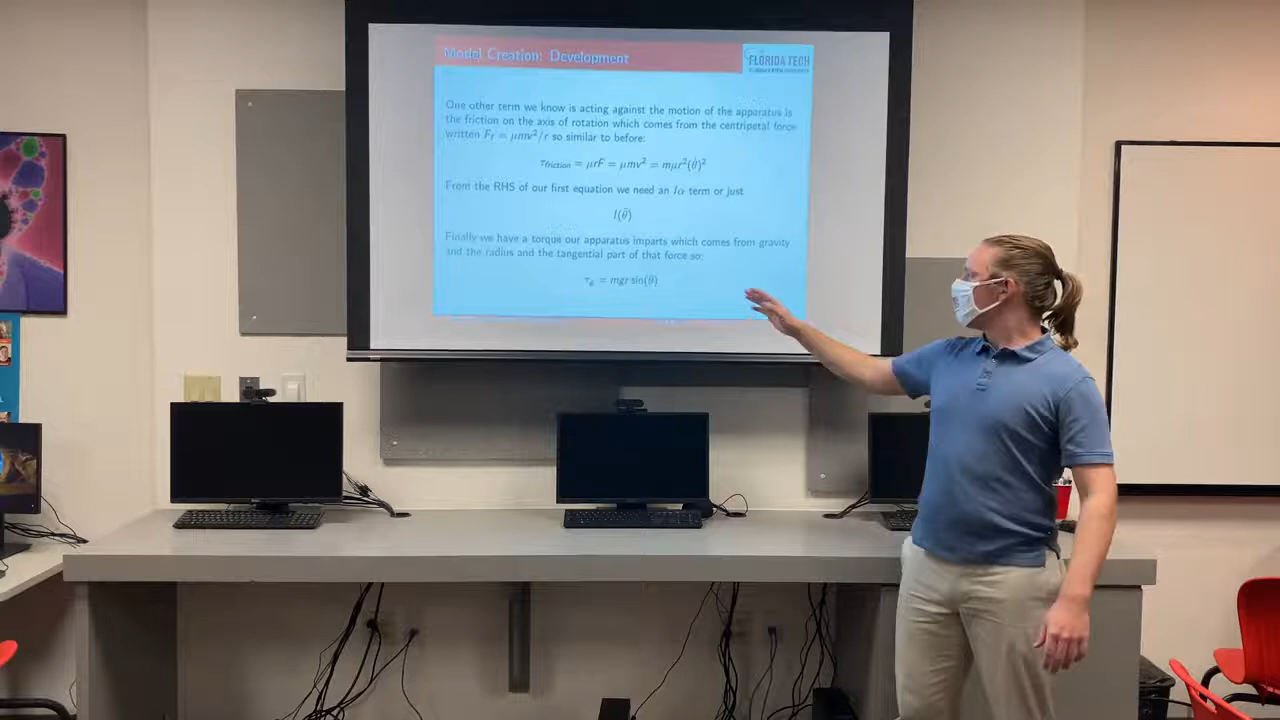 Model Creation: Development
FLORIDA TECH
One other term we know is acting against the motion of the apparatus is
the friction on the axis of rotation which comes from the centripetal force
written F_f = μmv²/r so similar to before:
τ_friction = μrF = μmv² = mμr²(θ̇)²
From the RHS of our first equation we need an Iα term or just
I(θ̈)
Finally we have a torque our apparatus imparts which comes from gravity
and the radius and the tangential part of that force so:
τ_g = mgr sin(θ)